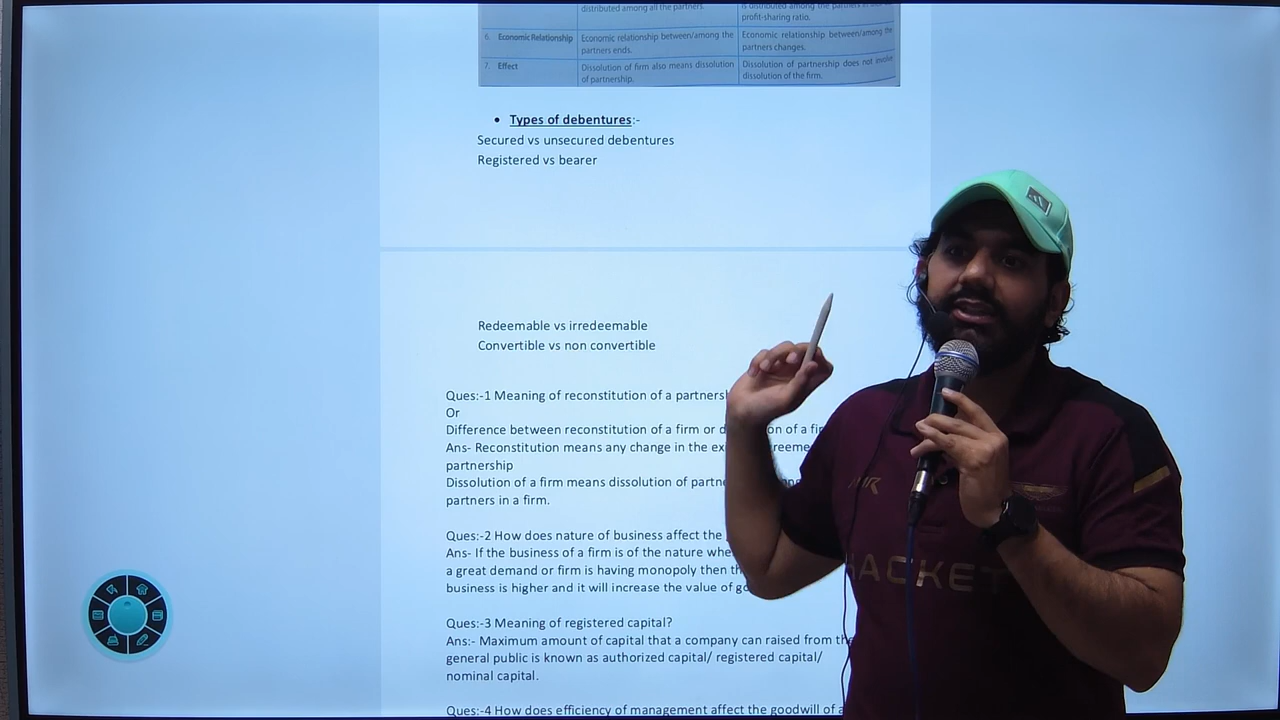 distributed among all the partners.
is distributed among the partners in
profit-sharing ratio.
6. Economic Relationship
Economic relationship between/among the
partners ends.
Economic relationship between/among the
partners changes.
7. Effect
Dissolution of firm also means dissolution
of partnership.
Dissolution of partnership does not involve
dissolution of the firm.
• Types of debentures:-
Secured vs unsecured debentures
Registered vs bearer
Redeemable vs irredeemable
Convertible vs non convertible
Ques:-1 Meaning of reconstitution of a
Or
Difference between reconstitution of a firm or of a
Ans- Reconstitution means any change in the
partnership
Dissolution of a firm means dissolution of
partners in a firm.
Ques:-2 How does nature of business affect the
Ans- If the business of a firm is of the nature
a great demand or firm is having monopoly then
business is higher and it will increase the value of
Ques:-3 Meaning of registered capital?
Ans:- Maximum amount of capital that a company can raised from the
general public is known as authorized capital/ registered capital/
nominal capital.
Ques:-4 How does efficiency of management affect the goodwill of a
RACKET